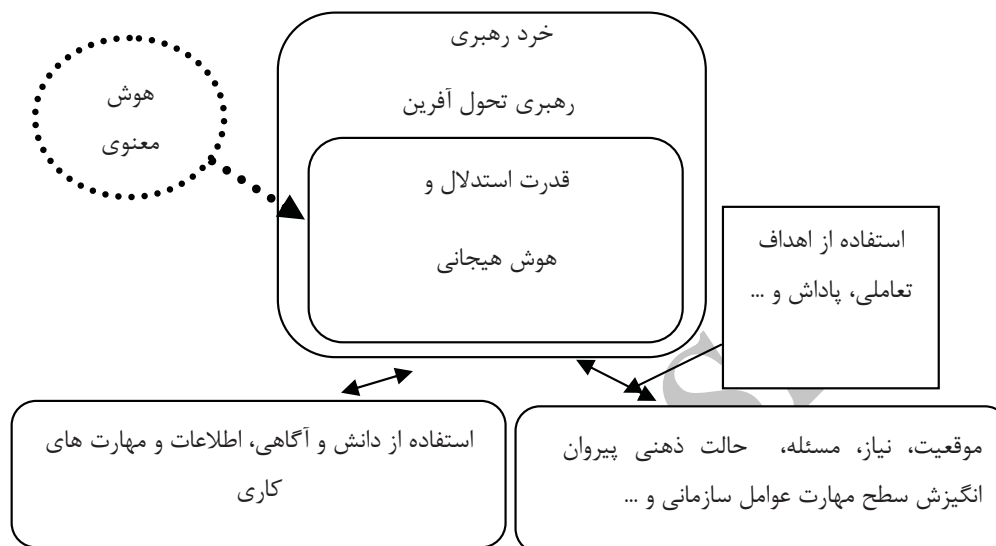 خرد رهبری
رهبری تحول آفرین
هوش
معنوی
قدرت استدلال و
هوش هیجانی
استفاده از اهداف
تعاملی، پاداش و ...
استفاده از دانش و آگاهی، اطلاعات و مهارت های
کاری
موقعیت، نیاز، مسئله، حالت ذهنی پیروان
انگیزش سطح مهارت عوامل سازمانی و ...